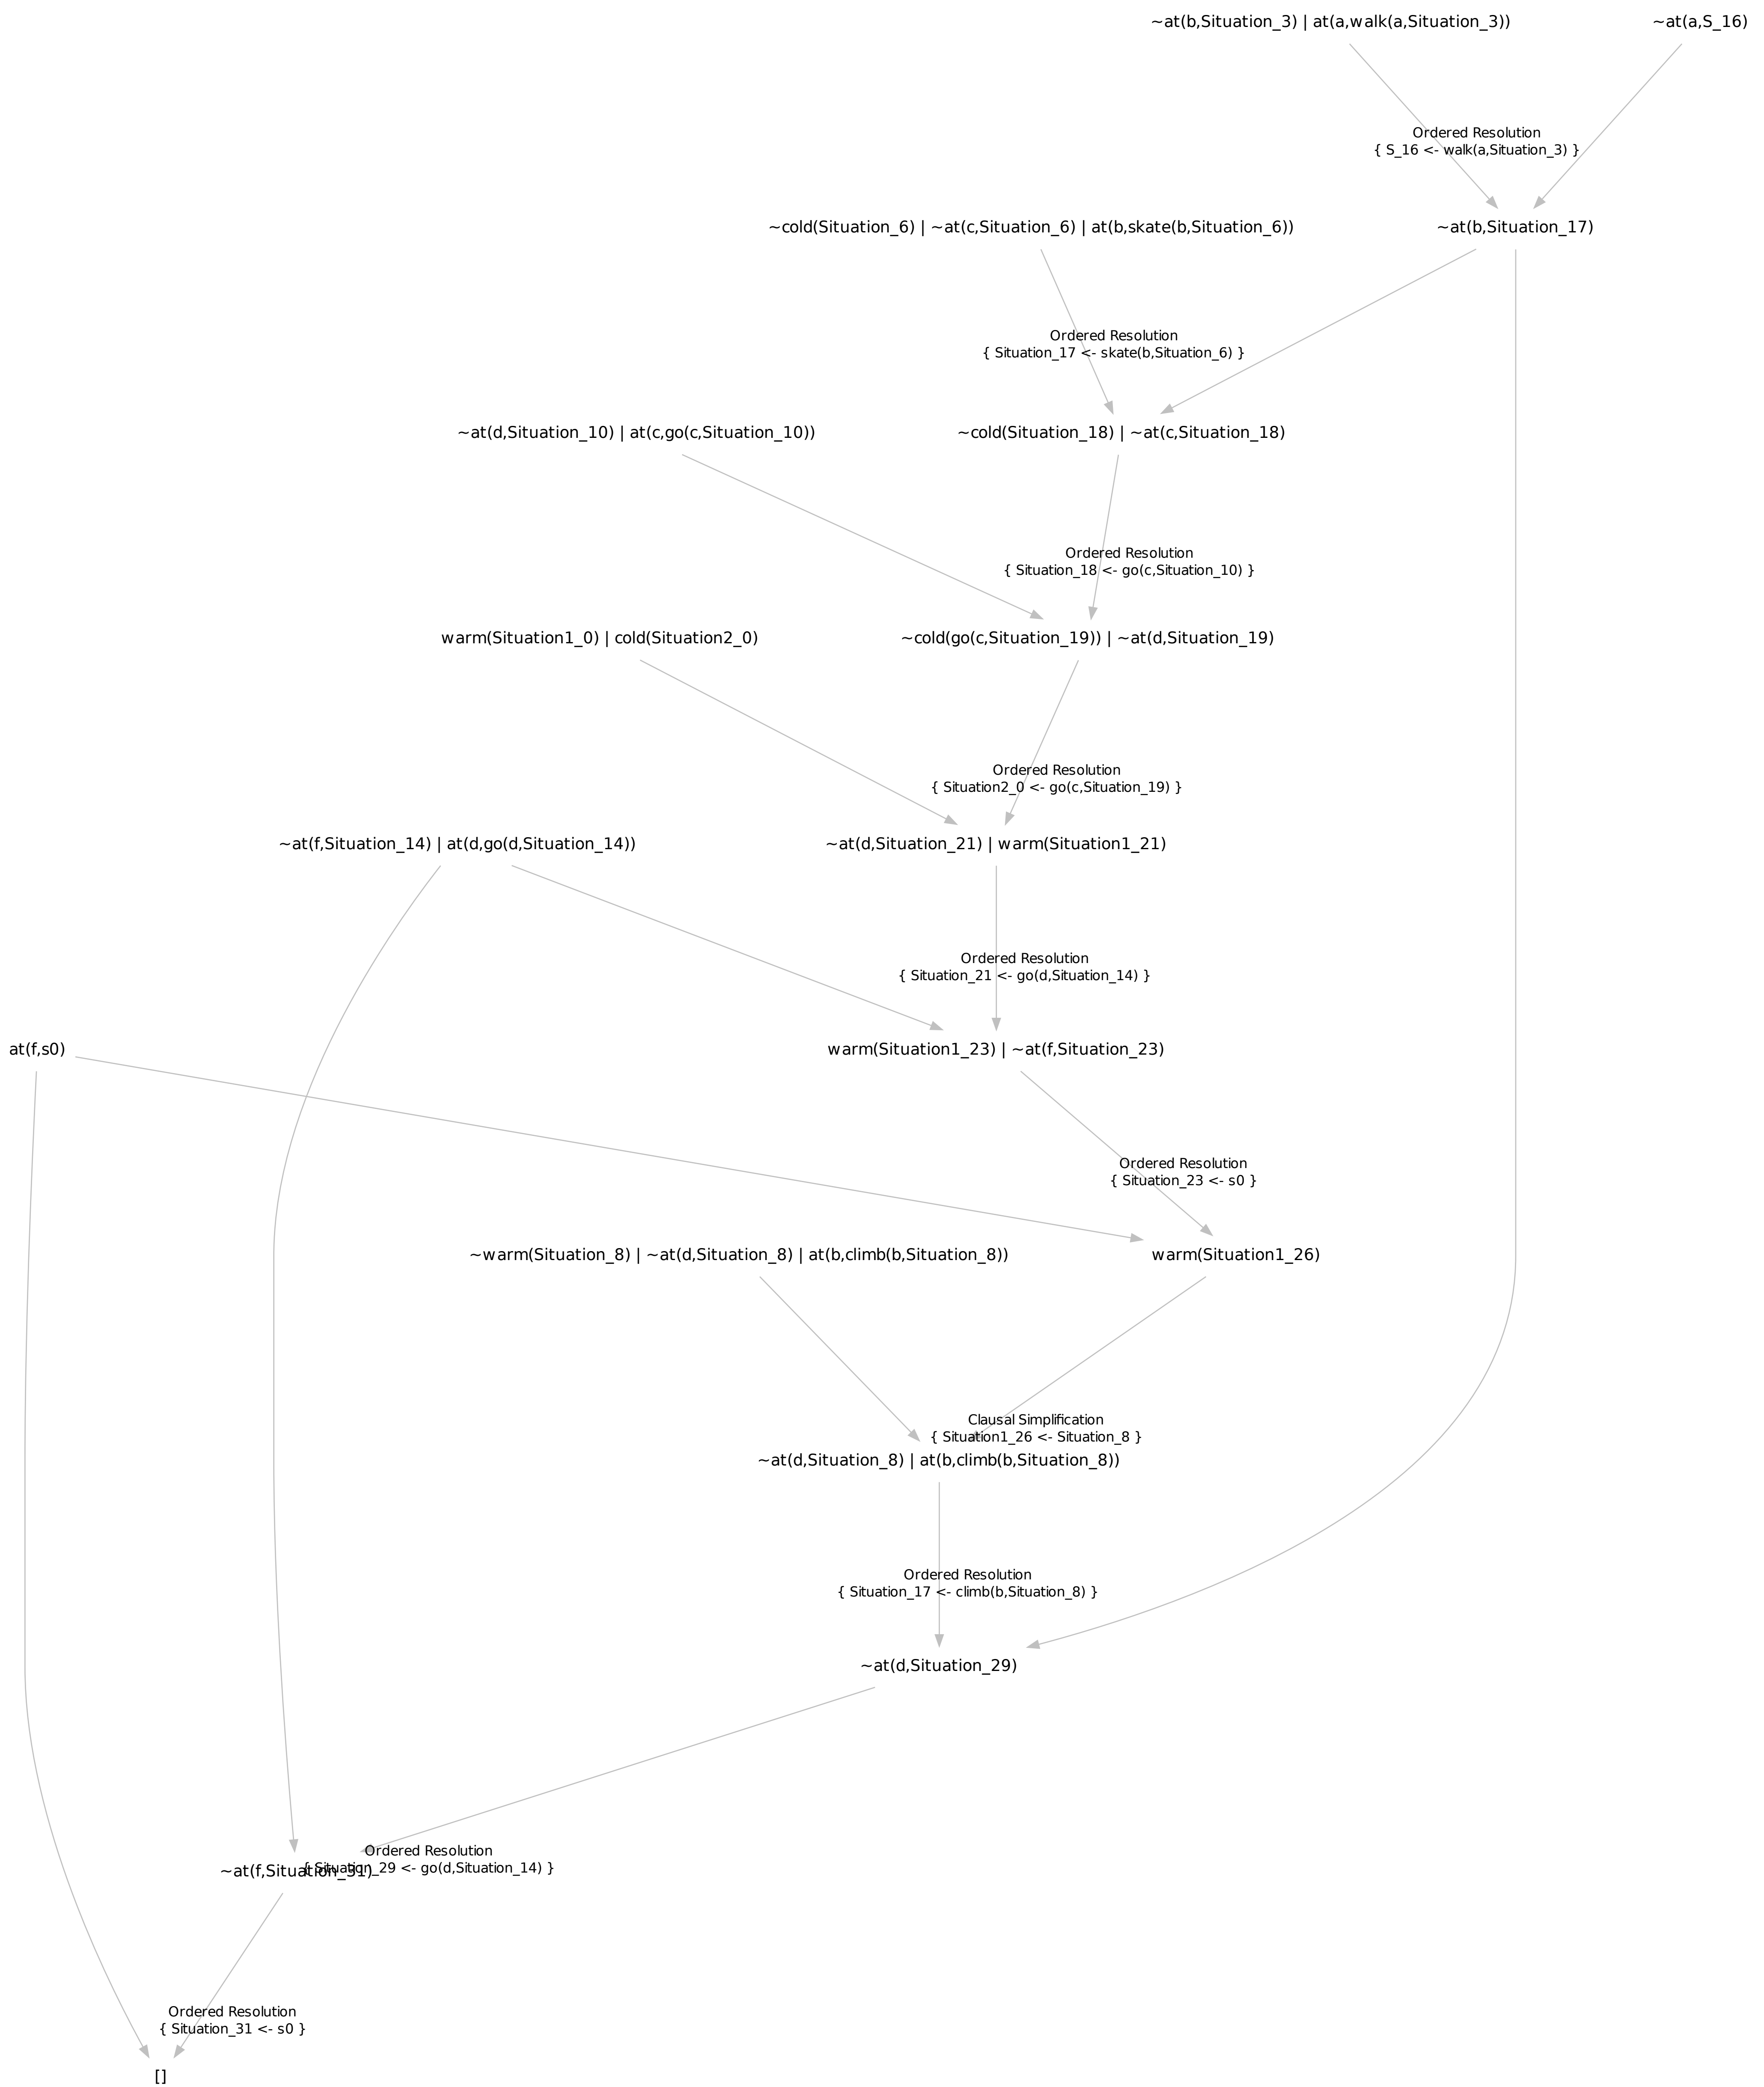 ~at(b,Situation_3) | at(a,walk(a,Situation_3))
~at(a,S_16)
Ordered Resolution
{ S_16 <- walk(a,Situation_3) }
~cold(Situation_6) | ~at(c,Situation_6) | at(b,skate(b,Situation_6))
~at(b,Situation_17)
Ordered Resolution
{ Situation_17 <- skate(b,Situation_6) }
~at(d,Situation_10) | at(c,go(c,Situation_10))
~cold(Situation_18) | ~at(c,Situation_18)
Ordered Resolution
{ Situation_18 <- go(c,Situation_10) }
warm(Situation1_0) | cold(Situation2_0)
~cold(go(c,Situation_19)) | ~at(d,Situation_19)
Ordered Resolution
{ Situation2_0 <- go(c,Situation_19) }
~at(f,Situation_14) | at(d,go(d,Situation_14))
~at(d,Situation_21) | warm(Situation1_21)
Ordered Resolution
{ Situation_21 <- go(d,Situation_14) }
at(f,s0)
warm(Situation1_23) | ~at(f,Situation_23)
Ordered Resolution
{ Situation_23 <- s0 }
~warm(Situation_8) | ~at(d,Situation_8) | at(b,climb(b,Situation_8))
warm(Situation1_26)
Clausal Simplification
{ Situation1_26 <- Situation_8 }
~at(d,Situation_8) | at(b,climb(b,Situation_8))
Ordered Resolution
{ Situation_17 <- climb(b,Situation_8) }
~at(d,Situation_29)
Ordered Resolution
{ Situation_29 <- go(d,Situation_14) }
~at(f,Situation_31)
Ordered Resolution
{ Situation_31 <- s0 }
[]